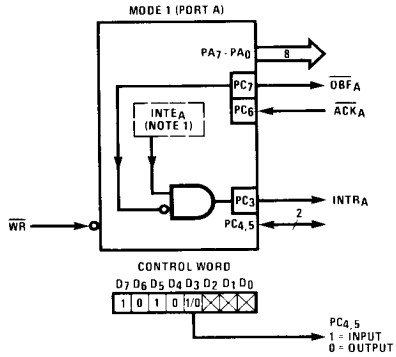 MODE 1 (PORT A)
PA7-PA0
8
PC7
OBFA
INTEA
(NOTE 1)
PC6
ACKA
PC3
INTRA
WR
PC4,5
2
CONTROL WORD
D7 D6 D5 D4 D3 D2 D1 D0
1 0 1 0 1/0 X X X
PC4,5
1 = INPUT
0 = OUTPUT